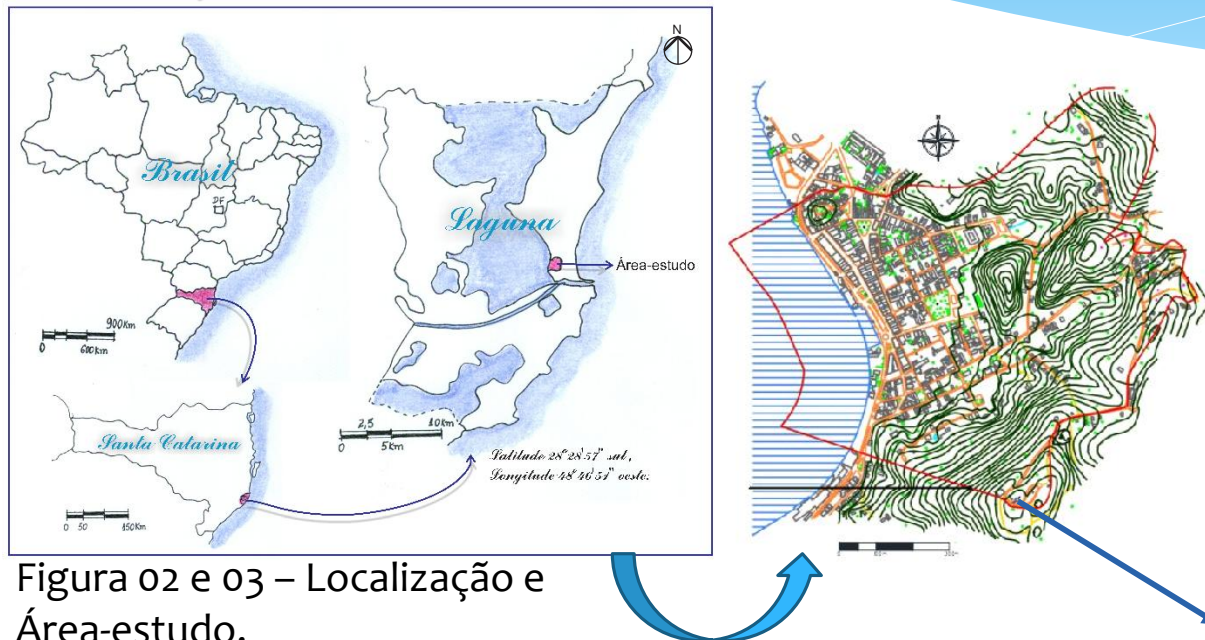 N
Brasil
DF
Laguna
Área-estudo
900Km
0 600Km
Santa Catarina
2,5 10Km
0 5Km
Latitude 28° 28' 57" sul,
Longitude 48° 46' 51" oeste.
0 50 150Km
Figura 02 e 03 – Localização e
Área-estudo.